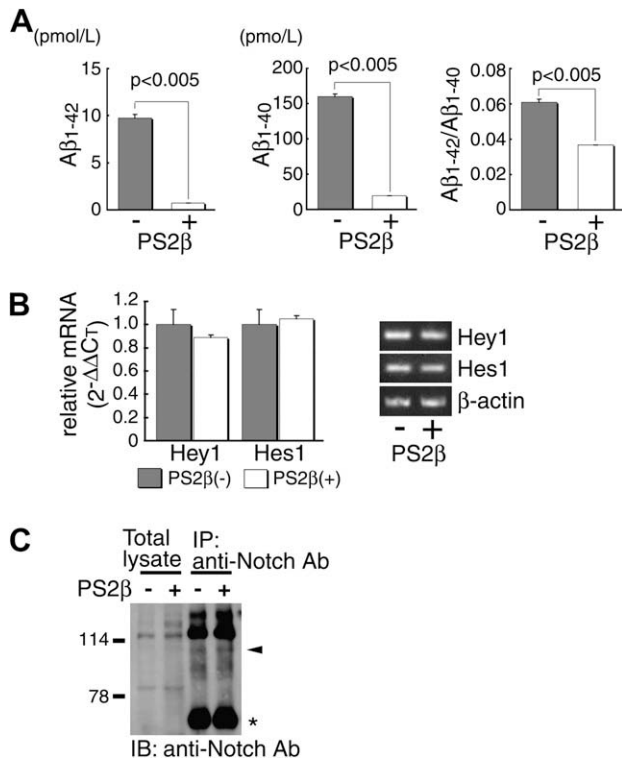 A
(pmol/L)
Aβ1-42
15
10
5
0
p<0.005
- +
PS2β
(pmo/L)
Aβ1-40
200
150
100
50
0
p<0.005
- +
PS2β
Aβ1-42/Aβ1-40
0.08
0.06
0.04
0.02
0
p<0.005
- +
PS2β
B
relative mRNA
(2-ΔΔCT)
1.2
1.0
0.8
0.6
0.4
0.2
0
Hey1 Hes1
PS2β(-) PS2β(+)
Hey1
Hes1
β-actin
- +
PS2β
C
Total
lysate
IP:
anti-Notch Ab
PS2β - + - +
114
78
*
IB: anti-Notch Ab